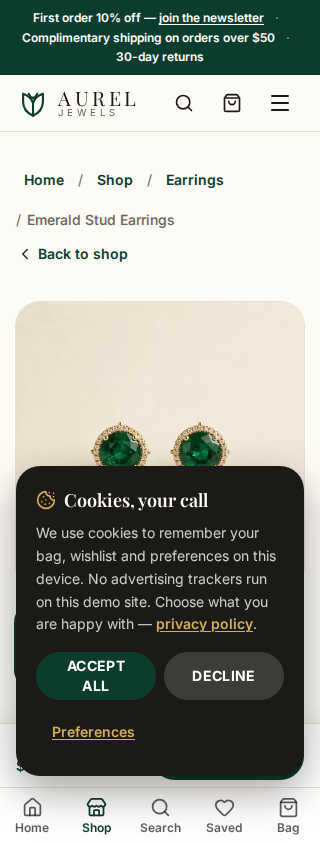 First order 10% off — join the newsletter ·
Complimentary shipping on orders over $50 ·
30-day returns
AUREL
JEWELS
Home / Shop / Earrings
/ Emerald Stud Earrings
Back to shop
Cookies, your call
We use cookies to remember your
bag, wishlist and preferences on this
device. No advertising trackers run
on this demo site. Choose what you
are happy with — privacy policy.
ACCEPT
ALL
DECLINE
Preferences
Home
Shop
Search
Saved
Bag